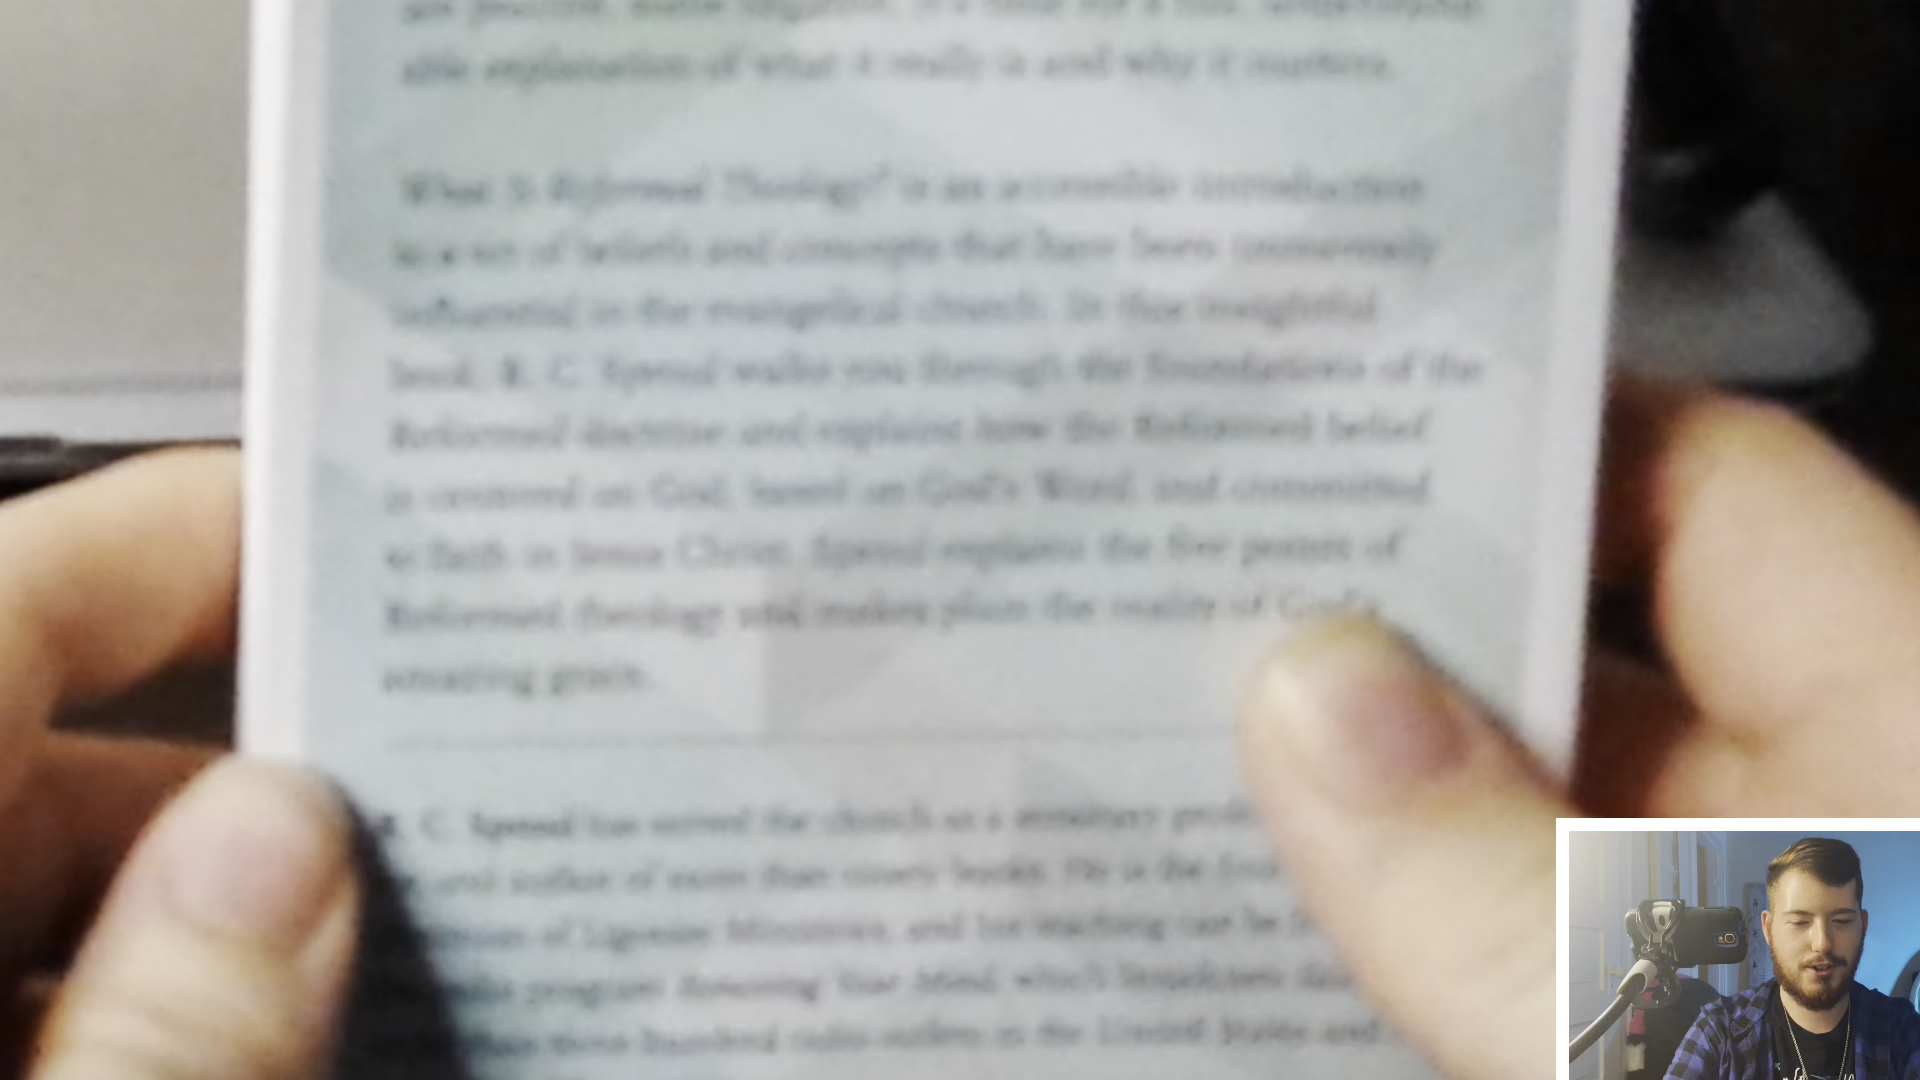 able explanation of what it really is and why it matters.
What Is Reformed Theology? is an accessible introduction
to a set of beliefs and concepts that have been immensely
influential in the evangelical church. In this insightful
book, R. C. Sproul walks you through the foundations of the
Reformed doctrine and explains how the Reformed belief
is centered on God, based on God's Word, and committed
to faith in Jesus Christ. Sproul explains the five points of
Reformed theology and makes plain the reality of God's
amazing grace.
C. Sproul has served the church as a seminary
and author of more than ninety books. He is the
of Ligonier Ministries, and his teaching can be
program Renewing Your Mind, which broadcasts
three hundred radio outlets in the United States and